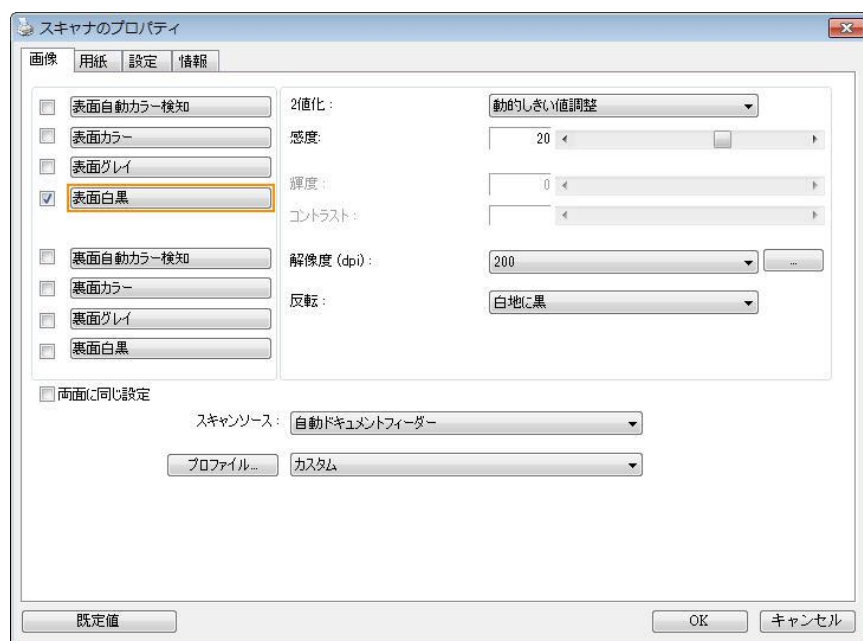 スキャナのプロパティ
画像 用紙 設定 情報
表面自動カラー検知
表面カラー
表面グレイ
表面白黒
裏面自動カラー検知
裏面カラー
裏面グレイ
裏面白黒
2値化： 動的しきい値調整
感度: 20
輝度： 0
コントラスト：
解像度 (dpi)： 200 ...
反転： 白地に黒
両面に同じ設定
スキャンソース： 自動ドキュメントフィーダー
プロファイル... カスタム
既定値 OK キャンセル